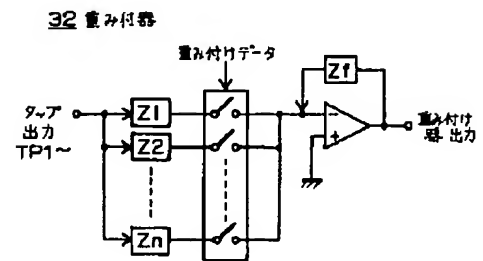 32 重み付器
重み付けデータ
Zf
タップ
出力
TP1~
Z1
Z2
Zn
-
+
重み付け
器 出力